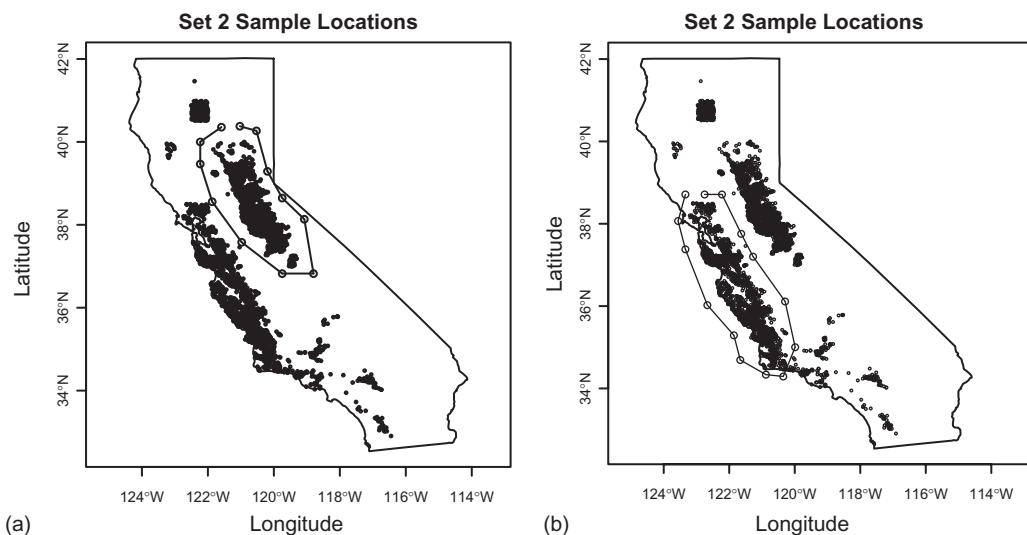 Set 2 Sample Locations
Latitude
42°N
40°N
38°N
36°N
34°N
124°W 122°W 120°W 118°W 116°W 114°W
Longitude
(a)
Set 2 Sample Locations
Latitude
42°N
40°N
38°N
36°N
34°N
124°W 122°W 120°W 118°W 116°W 114°W
Longitude
(b)